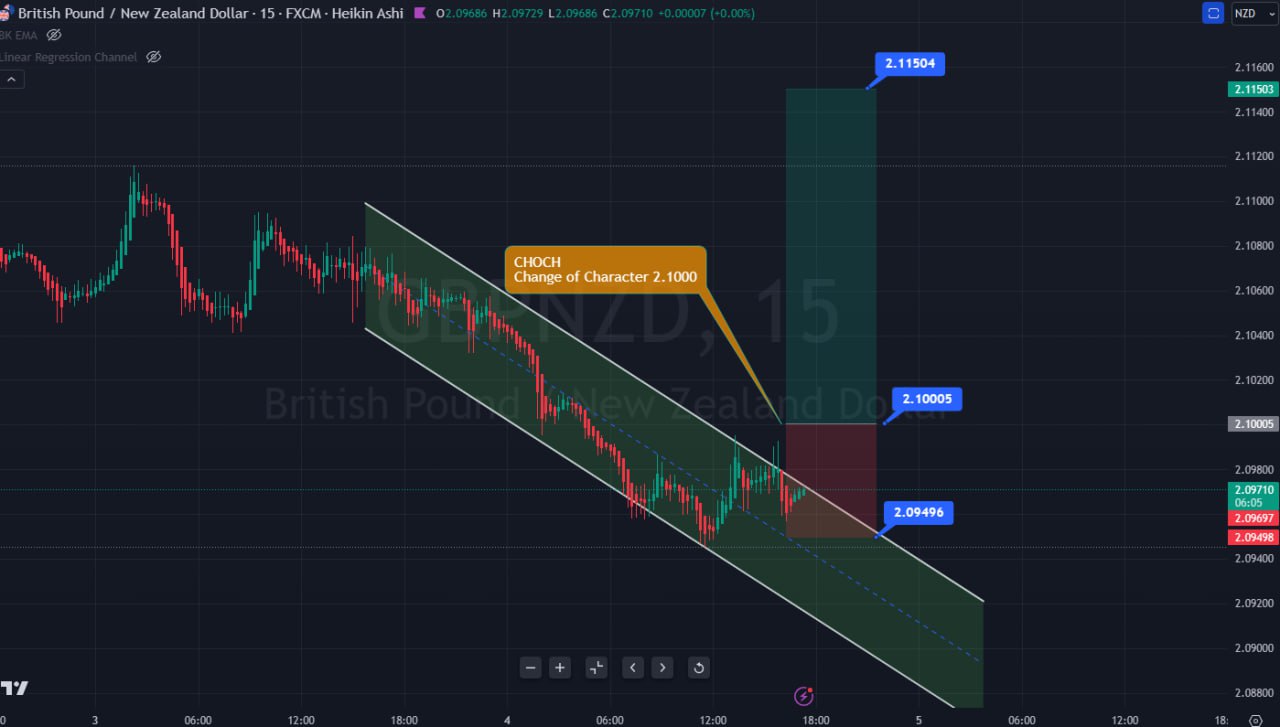 British Pound / New Zealand Dollar · 15 · FXCM · Heikin Ashi O2.09686 H2.09729 L2.09686 C2.09710 +0.00007 (+0.00%)
NZD
BK EMA
Linear Regression Channel
2.11504
CHOCH
Change of Character 2.1000
GBPNZD, 15
British Pound / New Zealand Dollar
2.10005
2.09496
2.11600
2.11503
2.11400
2.11200
2.11000
2.10800
2.10600
2.10400
2.10200
2.10005
2.09800
2.09710
06:05
2.09697
2.09498
2.09400
2.09200
2.09000
2.08800
3 06:00 12:00 18:00 4 06:00 12:00 18:00 5 06:00 12:00 18: